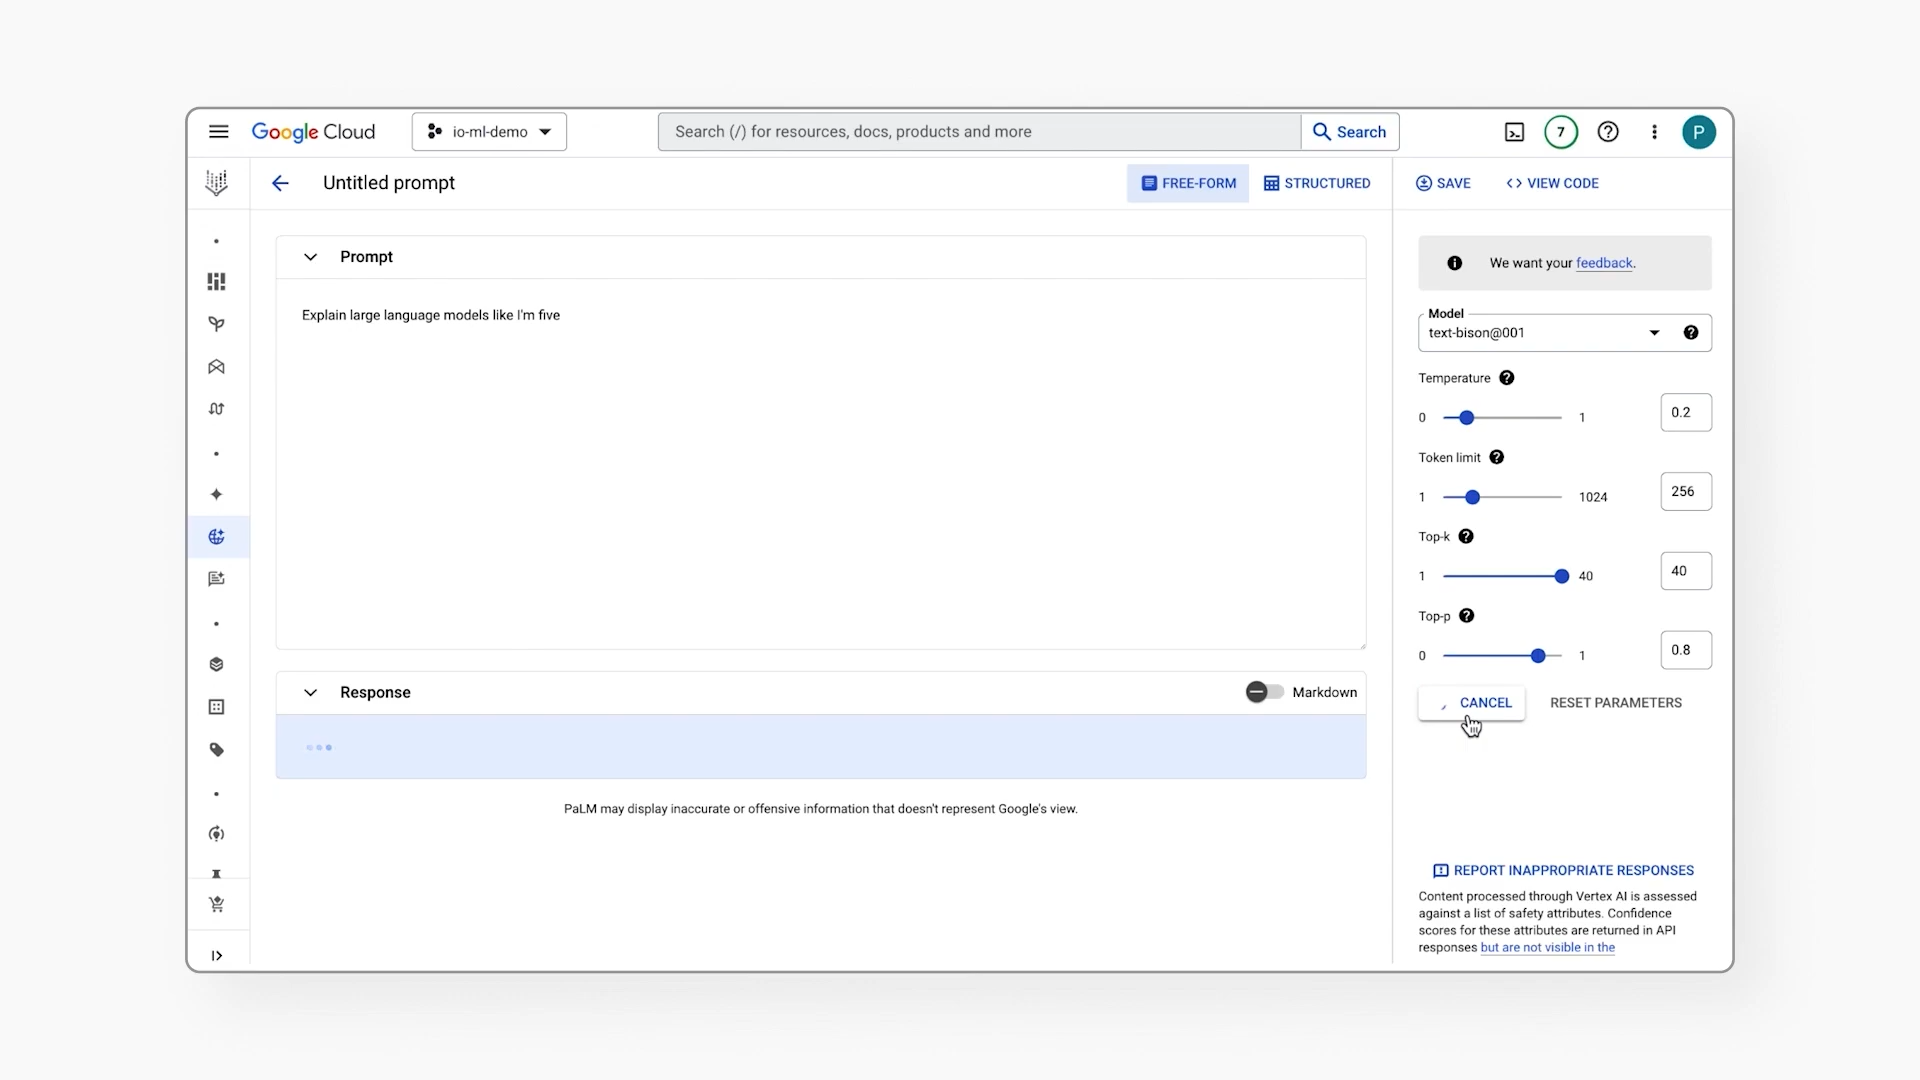 Google Cloud
io-ml-demo
Search (/) for resources, docs, products and more
Search
7
P
Untitled prompt
FREE-FORM
STRUCTURED
SAVE
VIEW CODE
Prompt
Explain large language models like I'm five
We want your feedback.
Model
text-bison@001
Temperature
0
1
0.2
Token limit
1
1024
256
Top-k
1
40
40
Top-p
0
1
0.8
CANCEL
RESET PARAMETERS
Response
Markdown
PaLM may display inaccurate or offensive information that doesn't represent Google's view.
REPORT INAPPROPRIATE RESPONSES
Content processed through Vertex AI is assessed
against a list of safety attributes. Confidence
scores for these attributes are returned in API
responses but are not visible in the